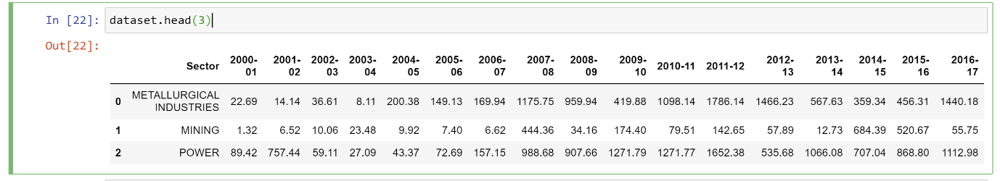 In [22]: dataset.head(3)
Out[22]:
Sector 2000-01 2001-02 2002-03 2003-04 2004-05 2005-06 2006-07 2007-08 2008-09 2009-10 2010-11 2011-12 2012-13 2013-14 2014-15 2015-16 2016-17
0 METALLURGICAL INDUSTRIES 22.69 14.14 36.61 8.11 200.38 149.13 169.94 1175.75 959.94 419.88 1098.14 1786.14 1466.23 567.63 359.34 456.31 1440.18
1 MINING 1.32 6.52 10.06 23.48 9.92 7.40 6.62 444.36 34.16 174.40 79.51 142.65 57.89 12.73 684.39 520.67 55.75
2 POWER 89.42 757.44 59.11 27.09 43.37 72.69 157.15 988.68 907.66 1271.79 1271.77 1652.38 535.68 1066.08 707.04 868.80 1112.98